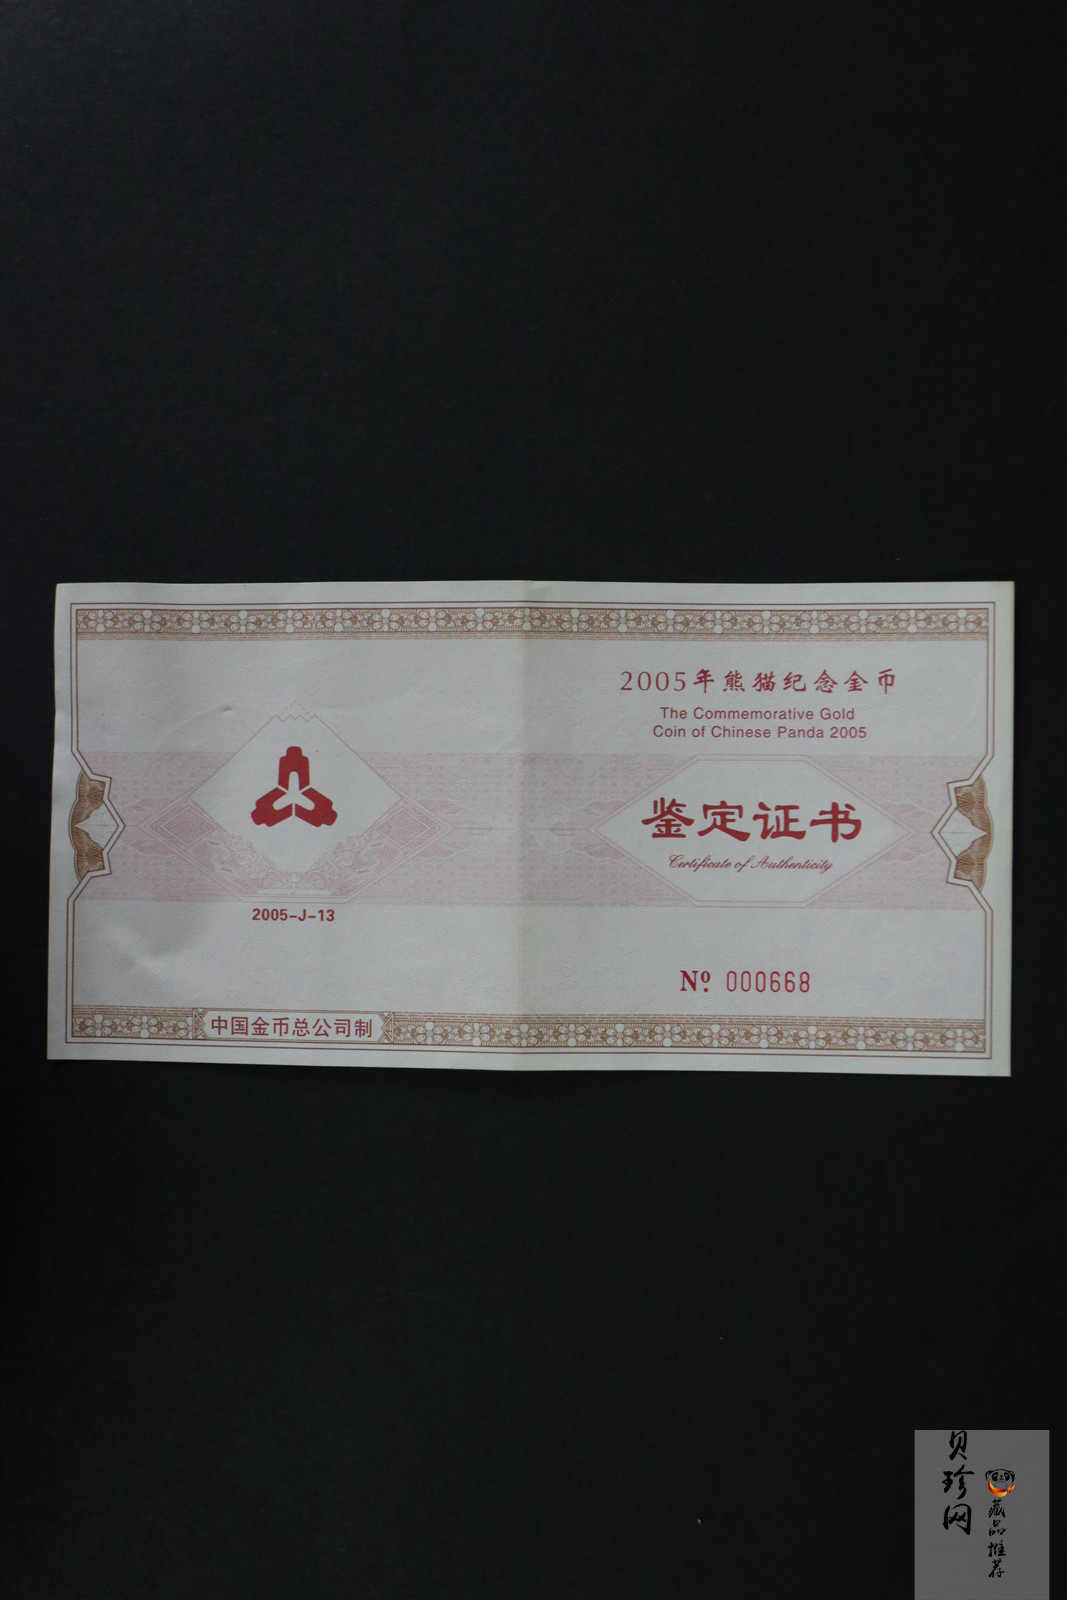 2005年熊猫纪念金币
The Commemorative Gold
Coin of Chinese Panda 2005
鉴定证书
Certificate of Authenticity
2005-J-13
Nº. 000668
中国金币总公司制
贝珍网
藏品推荐